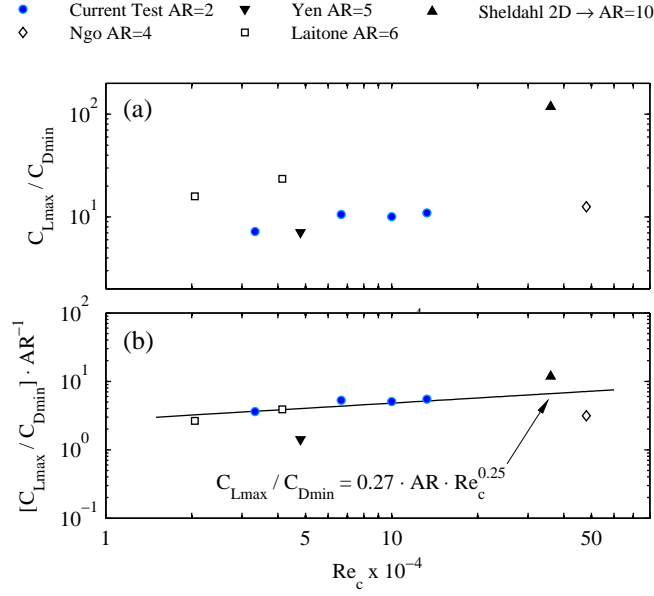 Current Test AR=2 Yen AR=5 Sheldahl 2D → AR=10
Ngo AR=4 Laitone AR=6
(a)
10^2
10^1
C_Lmax / C_Dmin
4
(b)
10^2
10^1
10^0
10^−1
[C_Lmax / C_Dmin] · AR^−1
C_Lmax / C_Dmin = 0.27 · AR · Re_c^0.25
1 5 10 50
Re_c x 10^−4